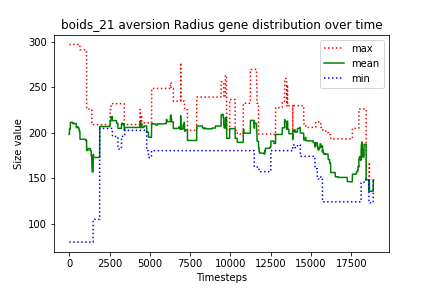 boids_21 aversion Radius gene distribution over time
max
mean
min
Size value
300
250
200
150
100
0 2500 5000 7500 10000 12500 15000 17500
Timesteps